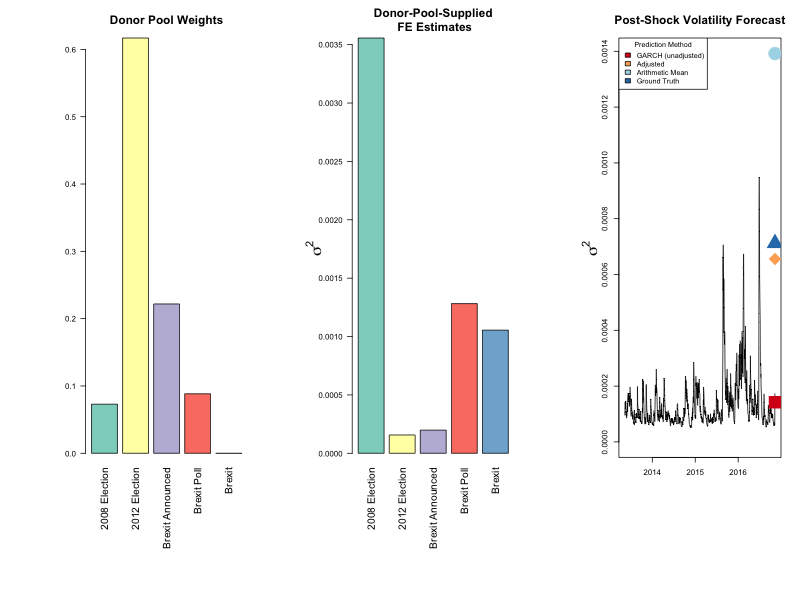 Donor Pool Weights
0.6
0.5
0.4
0.3
0.2
0.1
0.0
2008 Election
2012 Election
Brexit Announced
Brexit Poll
Brexit
Donor-Pool-Supplied
FE Estimates
σ2
0.0035
0.0030
0.0025
0.0020
0.0015
0.0010
0.0005
0.0000
2008 Election
2012 Election
Brexit Announced
Brexit Poll
Brexit
Post-Shock Volatility Forecast
σ2
0.0014
0.0012
0.0010
0.0008
0.0006
0.0004
0.0002
0.0000
Prediction Method
GARCH (unadjusted)
Adjusted
Arithmetic Mean
Ground Truth
2014
2015
2016